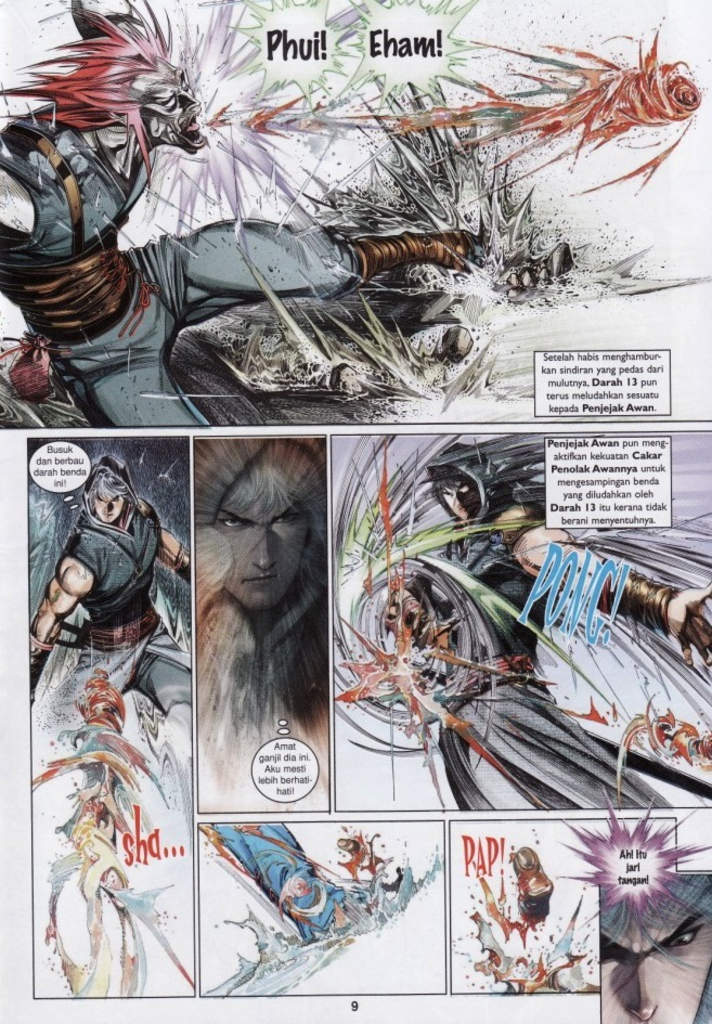 Phui!
Eham!
Setelah habis menghambur-
kan sindiran yang pedas dari
mulutnya, Darah 13 pun
terus meludahkan sesuatu
kepada Penjejak Awan.
Busuk
dan berbau
darah benda
ini!
Amat
ganjil dia ini.
Aku mesti
lebih berhati-
hati!
Penjejak Awan pun meng-
aktifkan kekuatan Cakar
Penolak Awannya untuk
mengesampingan benda
yang diludahkan oleh
Darah 13 itu kerana tidak
berani menyentuhnya.
PONG!
sha...
PAP!
Ah! Itu
jari
tangan!
9